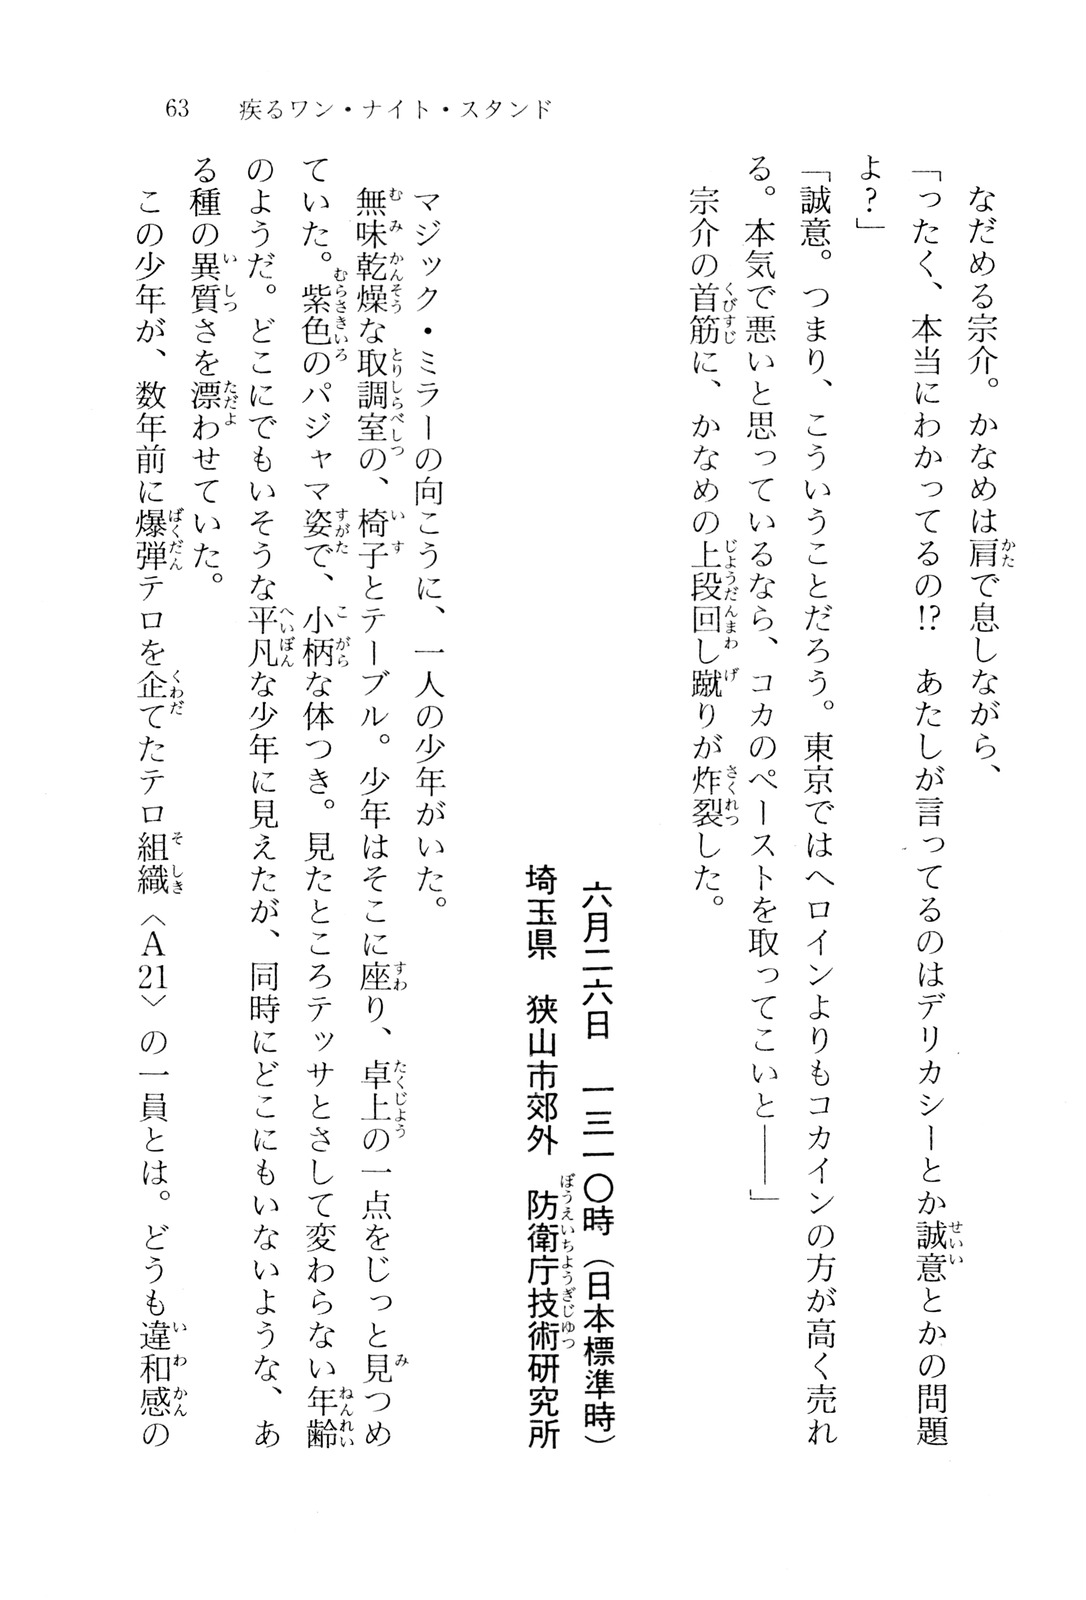 63　疾るワン・ナイト・スタンド
　なだめる宗介。かなめは肩で息しながら、
「ったく、本当にわかってるの!?　あたしが言ってるのはデリカシーとか誠意とかの問題
よ？」
「誠意。つまり、こういうことだろう。東京ではヘロインよりもコカインの方が高く売れ
る。本気で悪いと思っているなら、コカのペーストを取ってこいと――」
　宗介の首筋に、かなめの上段回し蹴りが炸裂した。
六月二六日　一三一〇時（日本標準時）
埼玉県　狭山市郊外　防衛庁技術研究所
　マジック・ミラーの向こうに、一人の少年がいた。
　無味乾燥な取調室の、椅子とテーブル。少年はそこに座り、卓上の一点をじっと見つめ
ていた。紫色のパジャマ姿で、小柄な体つき。見たところテッサとさして変わらない年齢
のようだ。どこにでもいそうな平凡な少年に見えたが、同時にどこにもいないような、あ
る種の異質さを漂わせていた。
　この少年が、数年前に爆弾テロを企てたテロ組織〈A21〉の一員とは。どうも違和感の